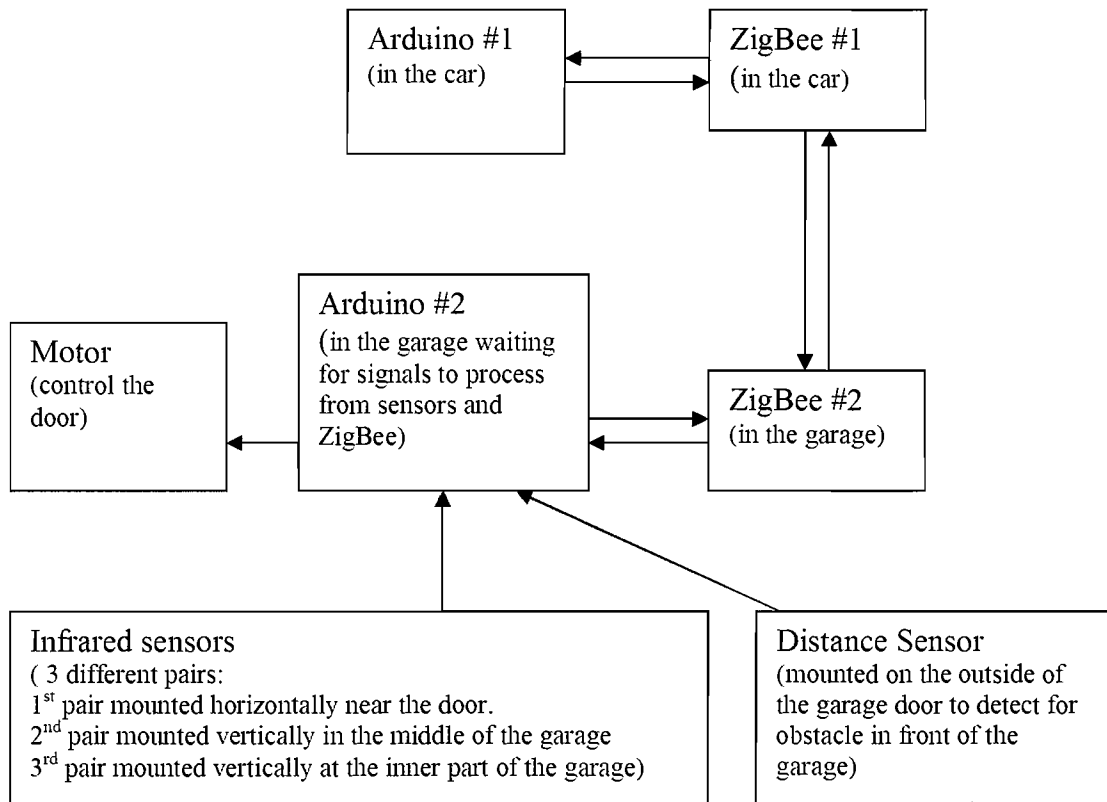 Arduino #1
(in the car)
ZigBee #1
(in the car)
Motor
(control the
door)
Arduino #2
(in the garage waiting
for signals to process
from sensors and
ZigBee)
ZigBee #2
(in the garage)
Infrared sensors
( 3 different pairs:
1st pair mounted horizontally near the door.
2nd pair mounted vertically in the middle of the garage
3rd pair mounted vertically at the inner part of the garage)
Distance Sensor
(mounted on the outside of
the garage door to detect for
obstacle in front of the
garage)